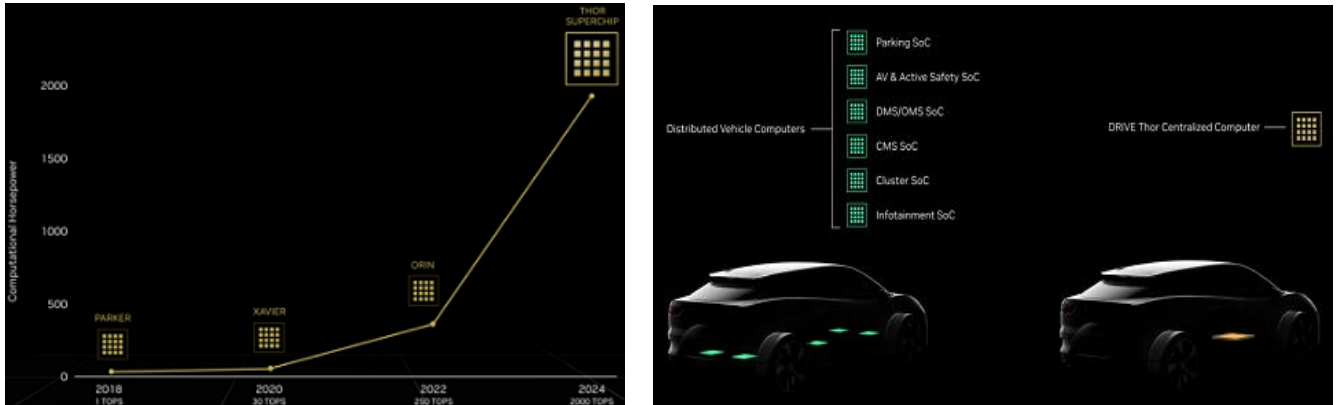 THOR
SUPERCHIP
2000
1500
1000
500
0
Computational Horsepower
PARKER
XAVIER
ORIN
2018
1 TOPS
2020
30 TOPS
2022
250 TOPS
2024
2000 TOPS
Distributed Vehicle Computers
Parking SoC
AV & Active Safety SoC
DMS/OMS SoC
CMS SoC
Cluster SoC
Infotainment SoC
DRIVE Thor Centralized Computer